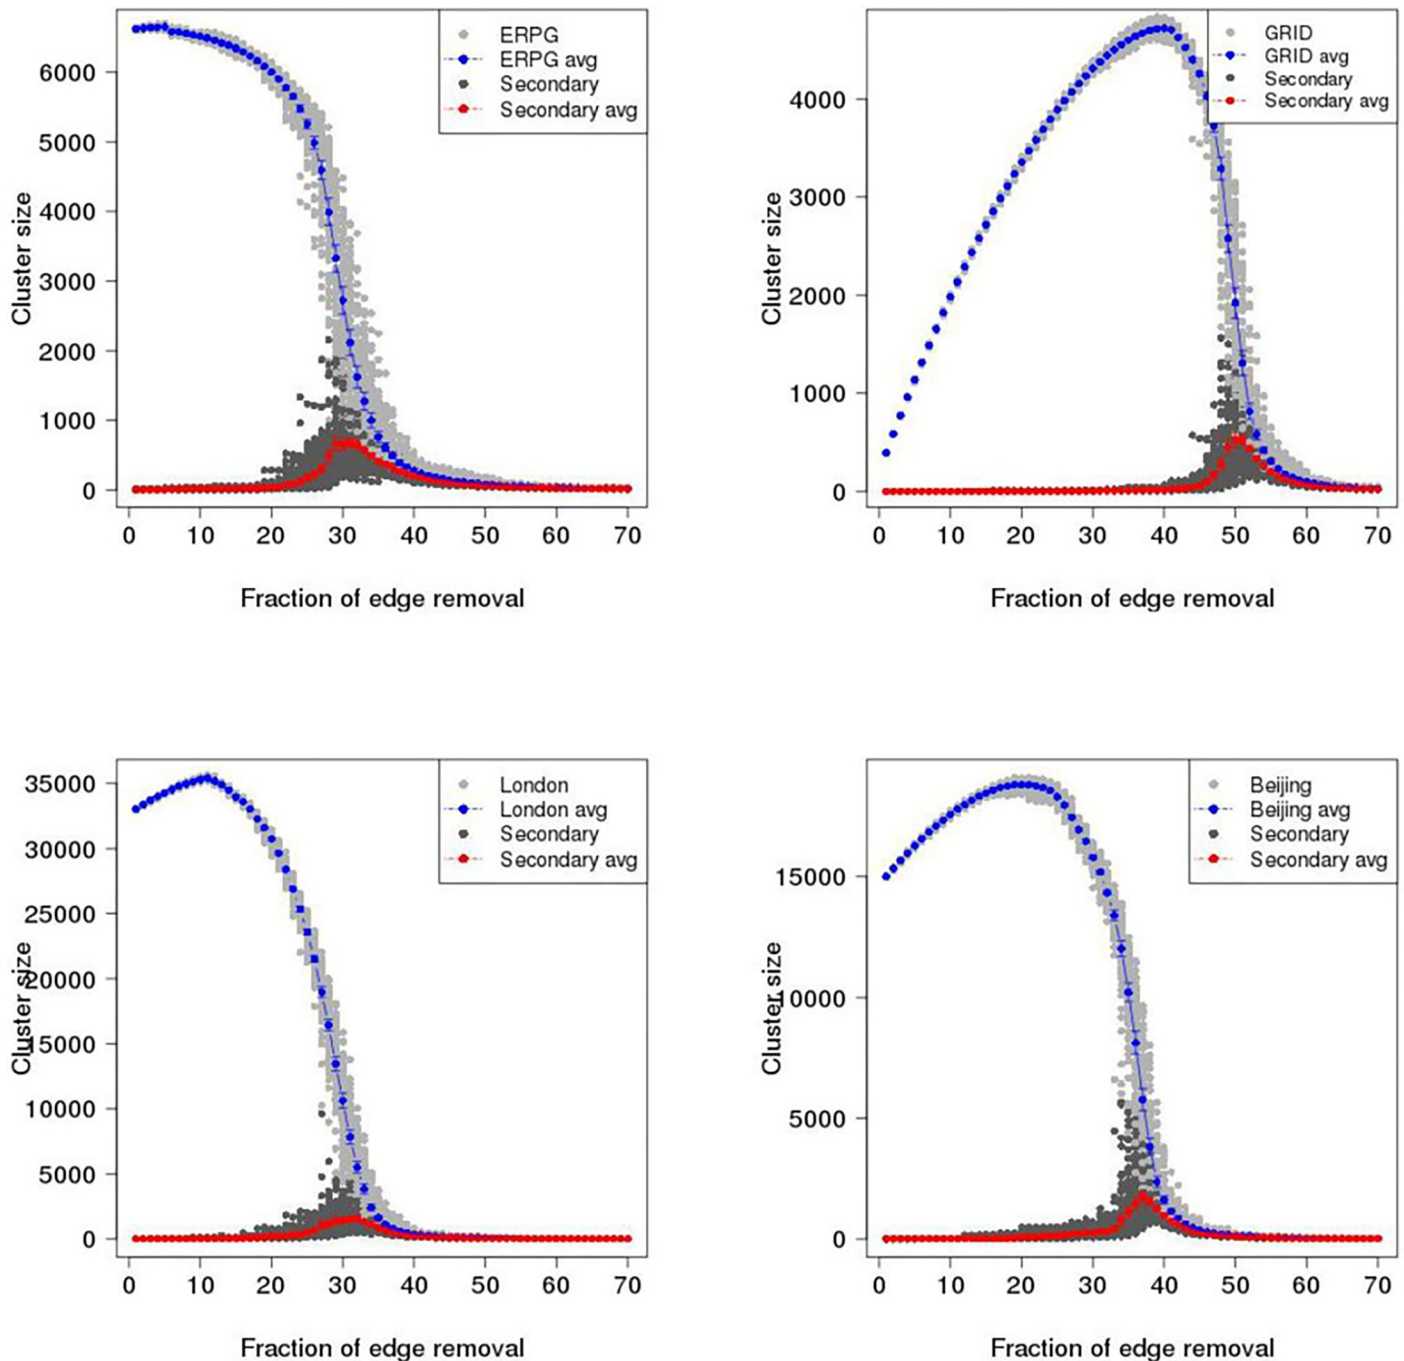 ERPG
ERPG avg
Secondary
Secondary avg
6000
5000
4000
3000
2000
1000
0
Cluster size
0 10 20 30 40 50 60 70
Fraction of edge removal
GRID
GRID avg
Secondary
Secondary avg
4000
3000
2000
1000
0
Cluster size
0 10 20 30 40 50 60 70
Fraction of edge removal
London
London avg
Secondary
Secondary avg
35000
30000
25000
20000
15000
10000
5000
0
Cluster size
0 10 20 30 40 50 60 70
Fraction of edge removal
Beijing
Beijing avg
Secondary
Secondary avg
15000
10000
5000
0
Cluster size
0 10 20 30 40 50 60 70
Fraction of edge removal